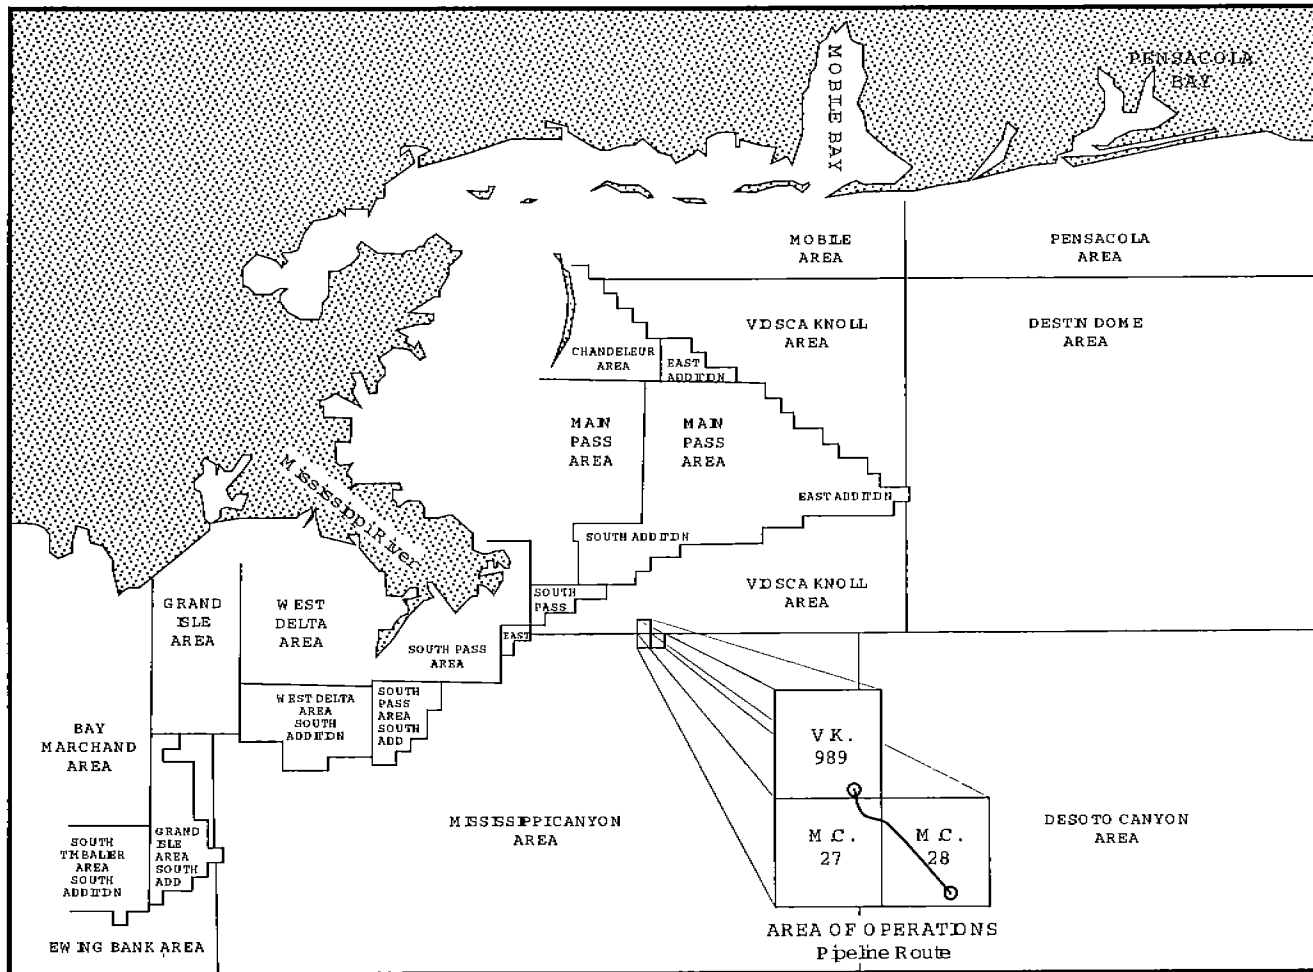 MOBILE BAY
PENSACOLA
BAY
MOBILE
AREA
PENSACOLA
AREA
VIOSCA KNOLL
AREA
DESTIN DOME
AREA
CHANDELEUR
AREA
EAST
ADDITION
MAIN
PASS
AREA
MAIN
PASS
AREA
Mississippi River
EAST ADDITION
SOUTH ADDITION
VIOSCA KNOLL
AREA
SOUTH
PASS
EAST
GRAND
ISLE
AREA
WEST
DELTA
AREA
SOUTH PASS
AREA
WEST DELTA
AREA
SOUTH
ADDITION
SOUTH
PASS
AREA
SOUTH
ADD
BAY
MARCHAND
AREA
V.K.
989
M.C.
27
M.C.
28
MISSISSIPPI CANYON
AREA
DESOTO CANYON
AREA
SOUTH
TIMBALIER
AREA
SOUTH
ADDITION
GRAND
ISLE
AREA
SOUTH
ADD
EWING BANK AREA
AREA OF OPERATIONS
Pipeline Route